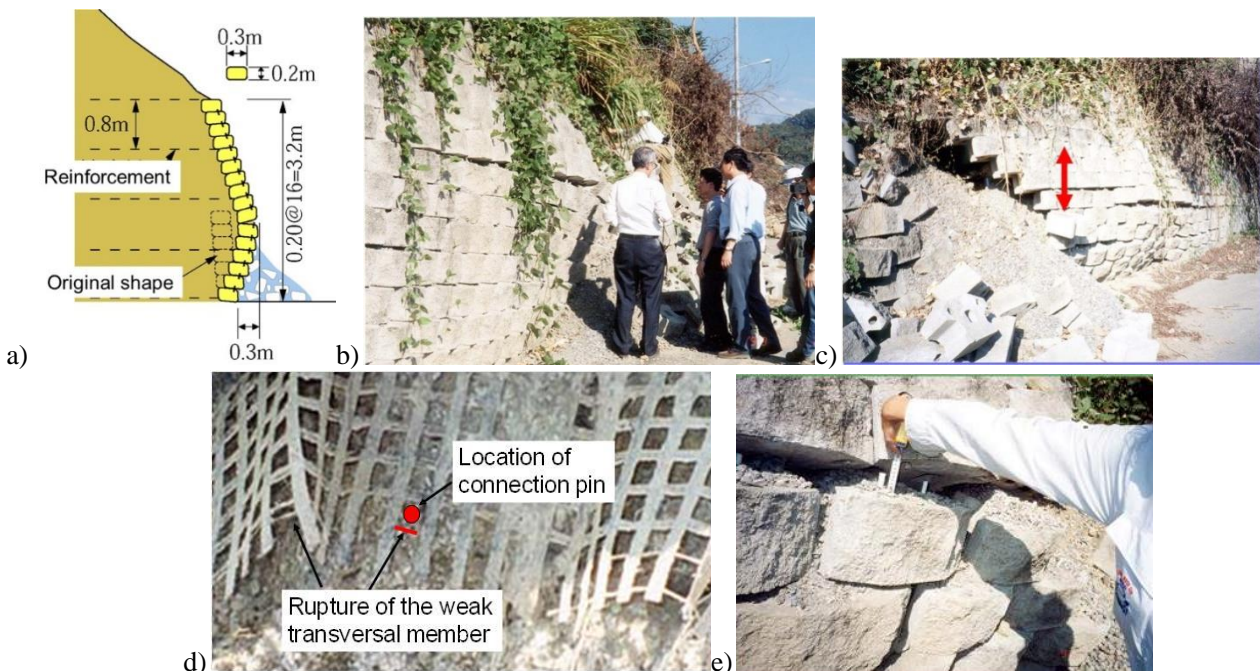 0.3m
0.2m
0.8m
Reinforcement
0.20@16=3.2m
Original shape
0.3m
a)
b)
c)
Location of
connection pin
Rupture of the weak
transversal member
d)
e)